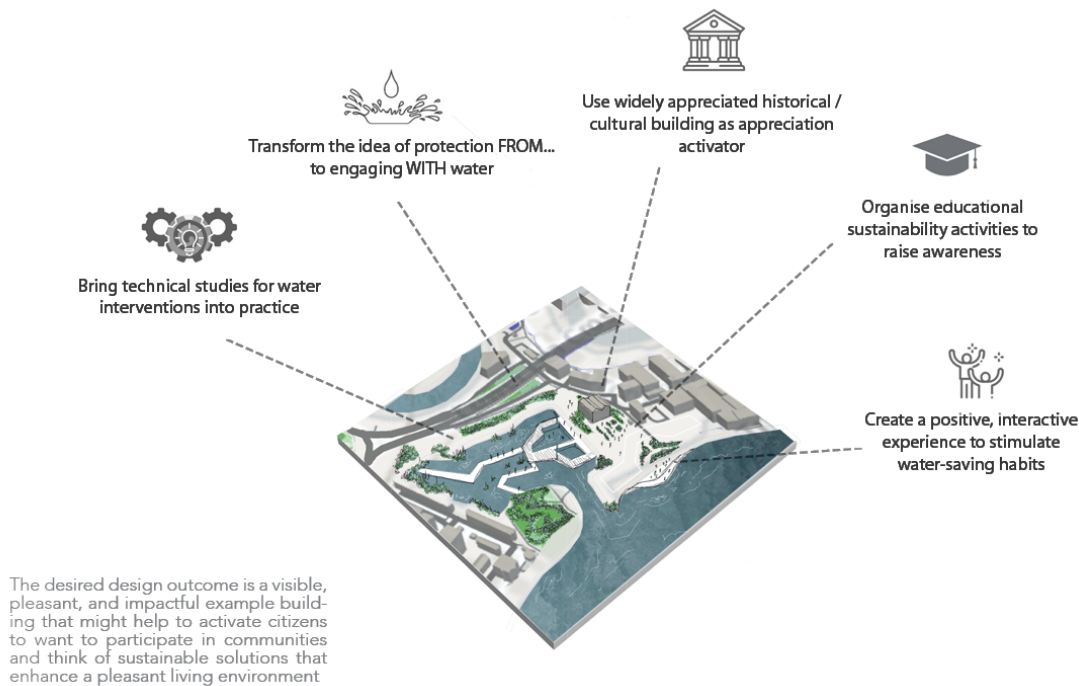 Use widely appreciated historical /
cultural building as appreciation
activator
Transform the idea of protection FROM...
to engaging WITH water
Organise educational
sustainability activities to
raise awareness
Bring technical studies for water
interventions into practice
Create a positive, interactive
experience to stimulate
water-saving habits
The desired design outcome is a visible,
pleasant, and impactful example build-
ing that might help to activate citizens
to want to participate in communities
and think of sustainable solutions that
enhance a pleasant living environment